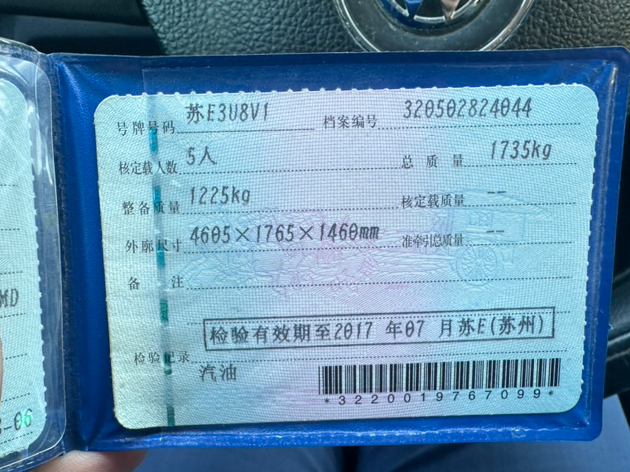 号牌号码 苏E3U8V1 档案编号 320502824044
核定载人数 5人 总质量 1735kg
整备质量 1225kg 核定载质量 --
外廓尺寸 4605×1765×1460mm 准牵引总质量 --
备注
检验有效期至2017年07月苏E(苏州)
检验记录
汽油
*3220019767099*
MD
-06